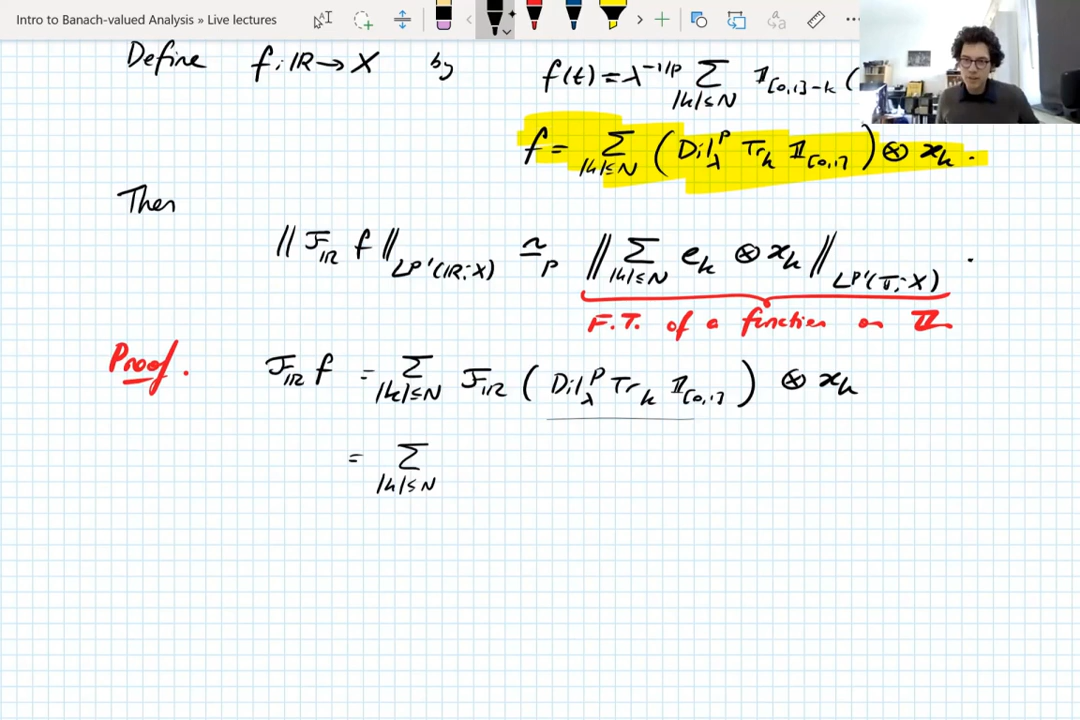 Intro to Banach-valued Analysis » Live lectures
Define f: ℝ → X by
f(t) = λ^{-1/p} Σ_{|k|≤N} 𝟙_{[0,1]-k} (
f = Σ_{|k|≤N} ( Dil_λ^p Tr_k 𝟙_{[0,1]} ) ⊗ x_k .
Then
‖ ℱ_ℝ f ‖_{L^{p'}(ℝ;X)} ≃_p ‖ Σ_{|k|≤N} e_k ⊗ x_k ‖_{L^{p'}(𝕋;X)} .
F.T. of a function on ℤ
Proof. ℱ_ℝ f = Σ_{|k|≤N} ℱ_ℝ ( Dil_λ^p Tr_k 𝟙_{[0,1]} ) ⊗ x_k
= Σ_{|k|≤N}